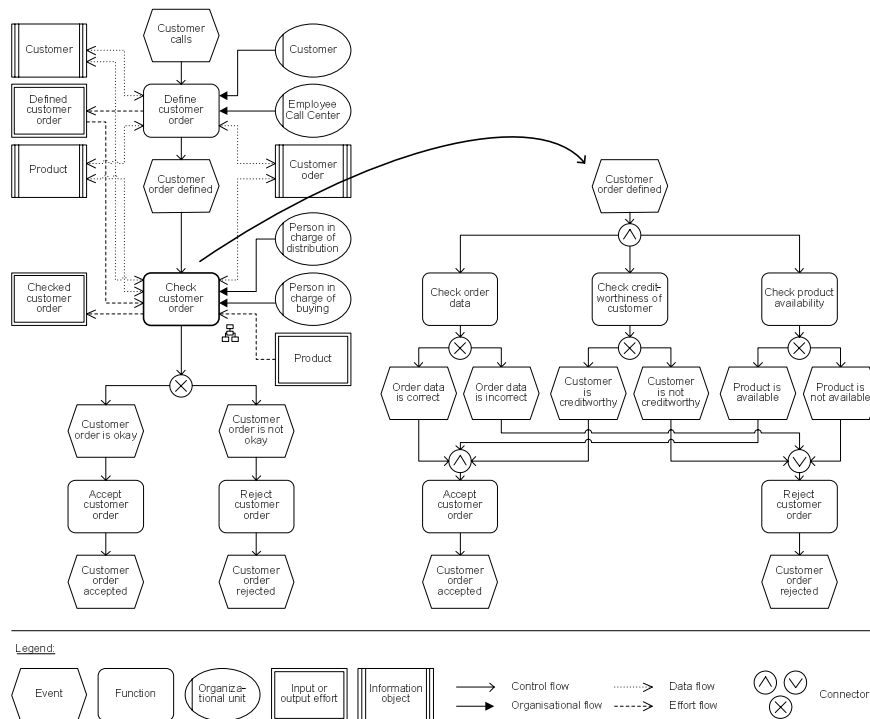 Customer
calls
Customer
Customer
Defined
customer
order
Define
customer
order
Employee
Call Center
Product
Customer
order defined
Customer
oder
Person in
charge of
distribution
Checked
customer
order
Check
customer
order
Person in
charge of
buying
Product
Customer
order is okay
Customer
order is not
okay
Accept
customer
order
Reject
customer
order
Customer
order
accepted
Customer
order
rejected
Customer
order defined
Check order
data
Check credit-
worthiness of
customer
Check product
availability
Order data
is correct
Order data
is incorrect
Customer
is
creditworthy
Customer
is not
creditworthy
Product is
available
Product is
not available
Accept
customer
order
Reject
customer
order
Customer
order
accepted
Customer
order
rejected
Legend:
Event
Function
Organiza-
tional unit
Input or
output effort
Information
object
Control flow
Organisational flow
Data flow
Effort flow
Connector